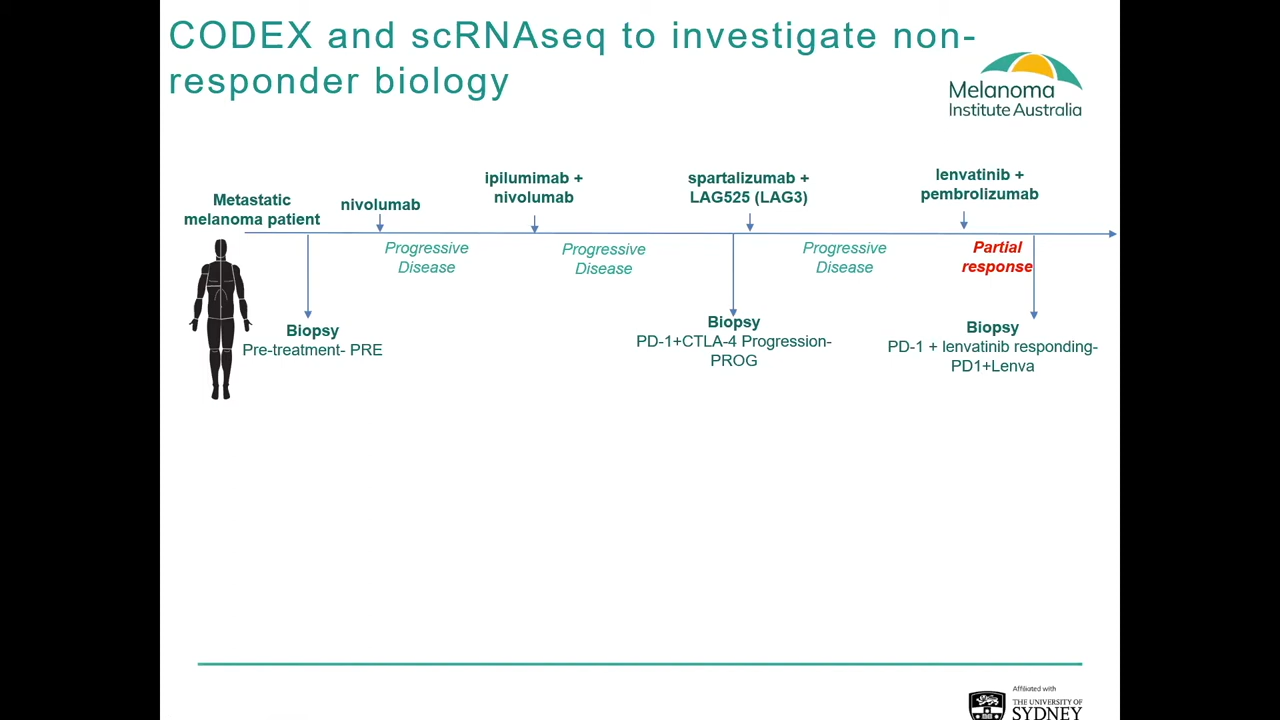 CODEX and scRNAseq to investigate non-
responder biology
Melanoma
Institute Australia
Metastatic
melanoma patient
nivolumab
ipilumimab +
nivolumab
spartalizumab +
LAG525 (LAG3)
lenvatinib +
pembrolizumab
Progressive
Disease
Progressive
Disease
Progressive
Disease
Partial
response
Biopsy
Pre-treatment- PRE
Biopsy
PD-1+CTLA-4 Progression-
PROG
Biopsy
PD-1 + lenvatinib responding-
PD1+Lenva
Affiliated with
THE UNIVERSITY OF
SYDNEY